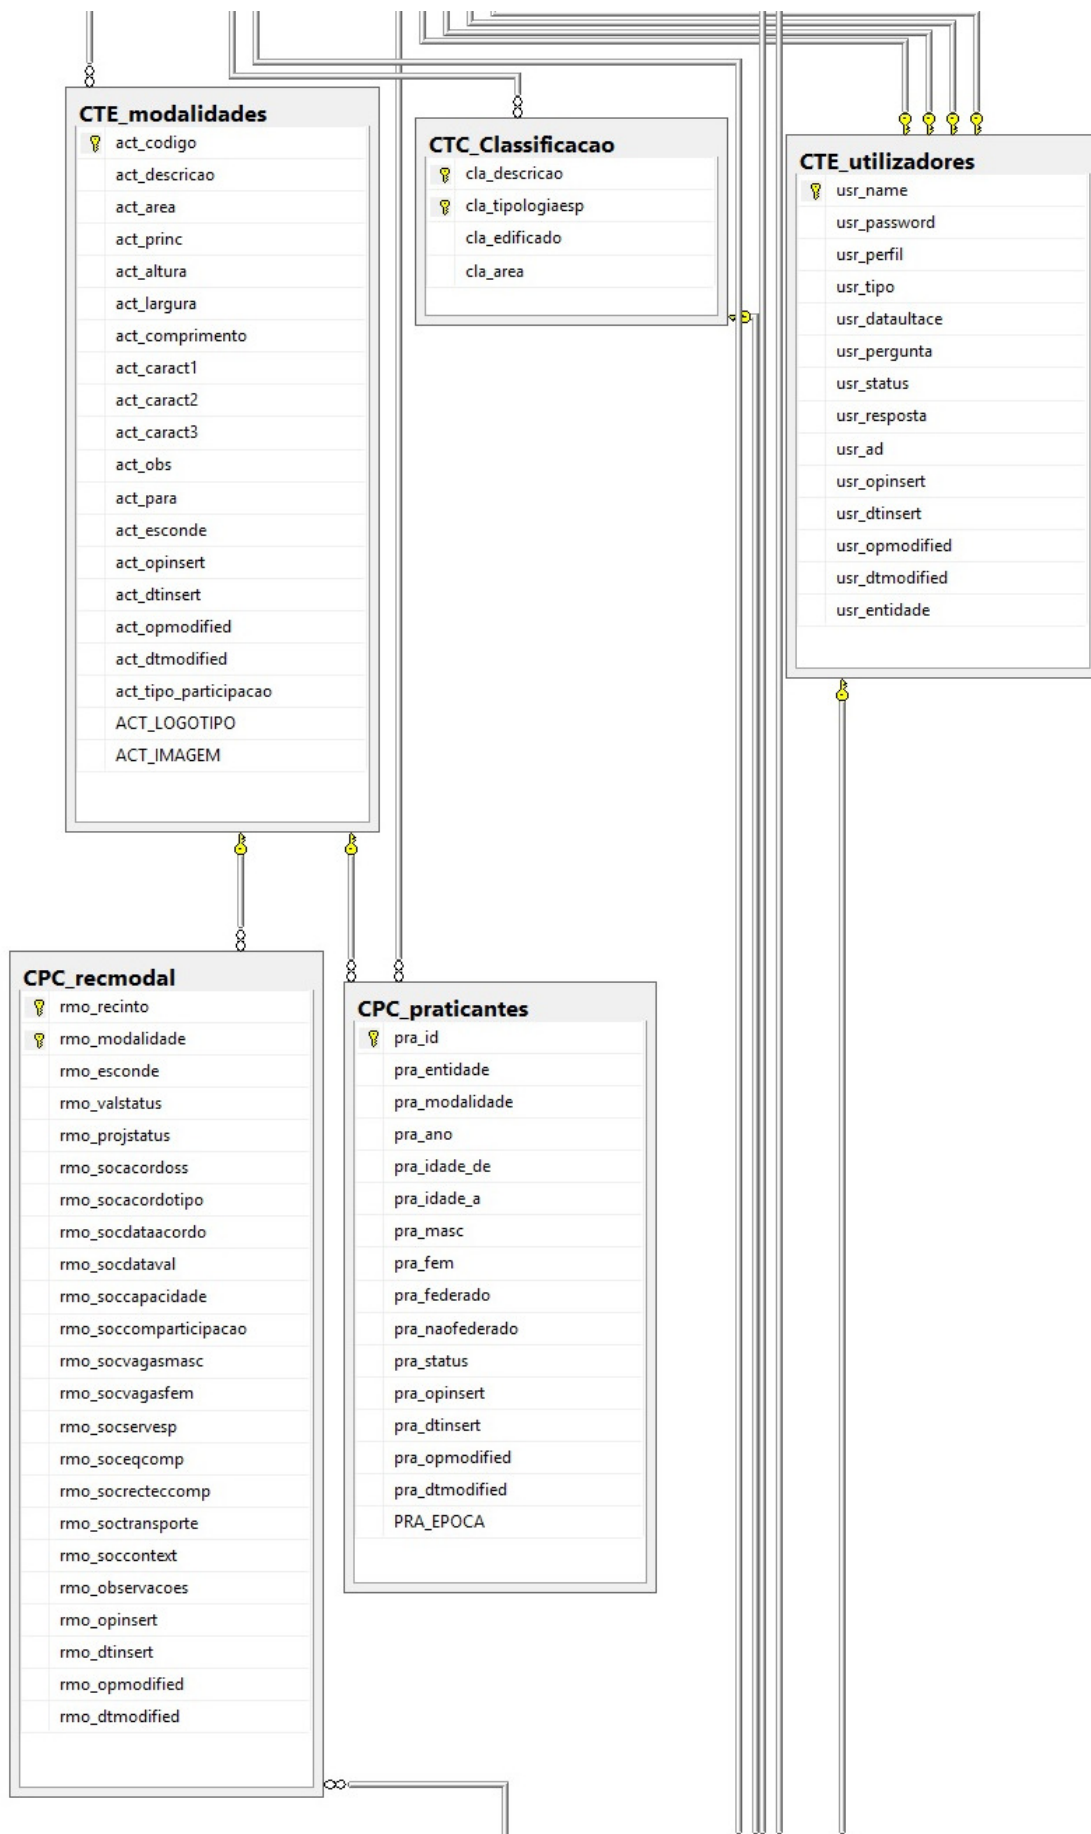 CTE_modalidades
act_codigo
act_descricao
act_area
act_princ
act_altura
act_largura
act_comprimento
act_caract1
act_caract2
act_caract3
act_obs
act_para
act_esconde
act_opinsert
act_dtinsert
act_opmodified
act_dtmodified
act_tipo_participacao
ACT_LOGOTIPO
ACT_IMAGEM
CTC_Classificacao
cla_descricao
cla_tipologiaesp
cla_edificado
cla_area
CTE_utilizadores
usr_name
usr_password
usr_perfil
usr_tipo
usr_dataultace
usr_pergunta
usr_status
usr_resposta
usr_ad
usr_opinsert
usr_dtinsert
usr_opmodified
usr_dtmodified
usr_entidade
CPC_recmodal
rmo_recinto
rmo_modalidade
rmo_esconde
rmo_valstatus
rmo_projstatus
rmo_socacordoss
rmo_socacordotipo
rmo_socdataacordo
rmo_socdataval
rmo_soccapacidade
rmo_soccomparticipacao
rmo_socvagasmasc
rmo_socvagasfem
rmo_socservesp
rmo_soceqcomp
rmo_socrecteccomp
rmo_soctransporte
rmo_soccontext
rmo_observacoes
rmo_opinsert
rmo_dtinsert
rmo_opmodified
rmo_dtmodified
CPC_praticantes
pra_id
pra_entidade
pra_modalidade
pra_ano
pra_idade_de
pra_idade_a
pra_masc
pra_fem
pra_federado
pra_naofederado
pra_status
pra_opinsert
pra_dtinsert
pra_opmodified
pra_dtmodified
PRA_EPOCA